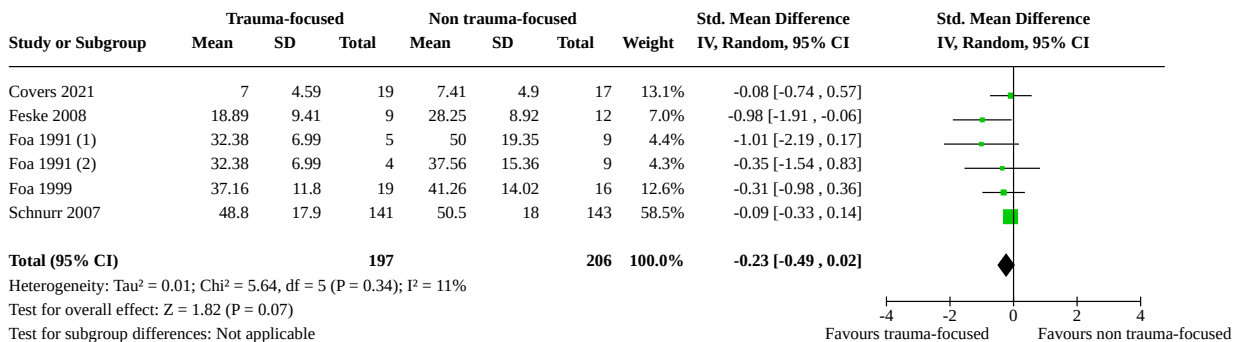 Trauma-focused Non trauma-focused Std. Mean Difference Std. Mean Difference
Study or Subgroup Mean SD Total Mean SD Total Weight IV, Random, 95% CI IV, Random, 95% CI
Covers 2021 7 4.59 19 7.41 4.9 17 13.1% -0.08 [-0.74 , 0.57]
Feske 2008 18.89 9.41 9 28.25 8.92 12 7.0% -0.98 [-1.91 , -0.06]
Foa 1991 (1) 32.38 6.99 5 50 19.35 9 4.4% -1.01 [-2.19 , 0.17]
Foa 1991 (2) 32.38 6.99 4 37.56 15.36 9 4.3% -0.35 [-1.54 , 0.83]
Foa 1999 37.16 11.8 19 41.26 14.02 16 12.6% -0.31 [-0.98 , 0.36]
Schnurr 2007 48.8 17.9 141 50.5 18 143 58.5% -0.09 [-0.33 , 0.14]
Total (95% CI) 197 206 100.0% -0.23 [-0.49 , 0.02]
Heterogeneity: Tau² = 0.01; Chi² = 5.64, df = 5 (P = 0.34); I² = 11%
Test for overall effect: Z = 1.82 (P = 0.07)
Test for subgroup differences: Not applicable
-4 -2 0 2 4
Favours trauma-focused Favours non trauma-focused